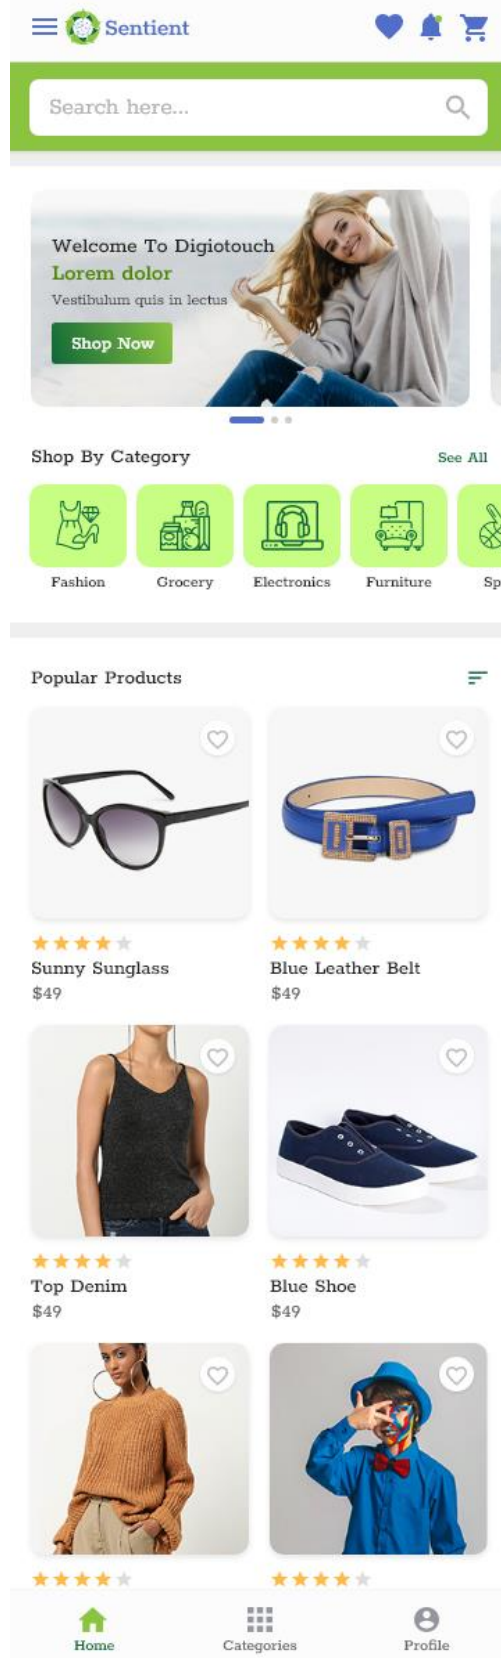 Sentient
Search here...
Welcome To Digiotouch
Lorem dolor
Vestibulum quis in lectus
Shop Now
Shop By Category
See All
Fashion
Grocery
Electronics
Furniture
Sp
Popular Products
Sunny Sunglass
Blue Leather Belt
$49
$49
Top Denim
Blue Shoe
$49
$49
Home
Categories
Profile